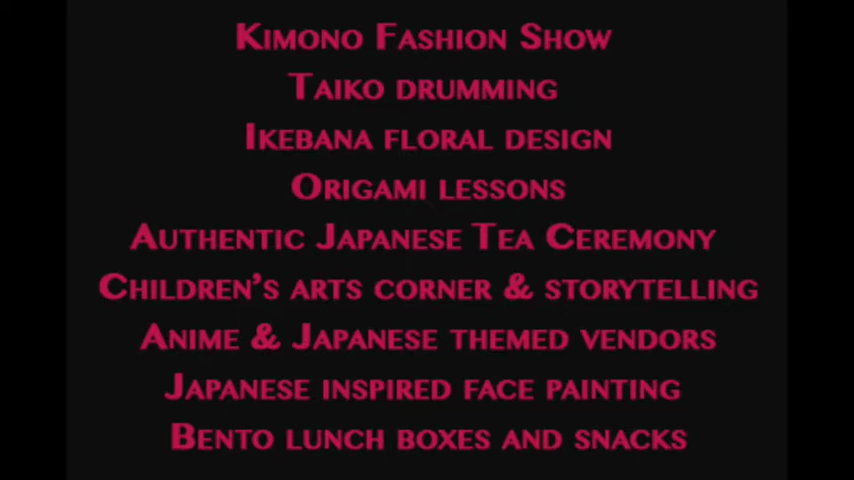 Kimono Fashion Show
Taiko drumming
Ikebana floral design
Origami lessons
Authentic Japanese Tea Ceremony
Children's arts corner & storytelling
Anime & Japanese themed vendors
Japanese inspired face painting
Bento lunch boxes and snacks